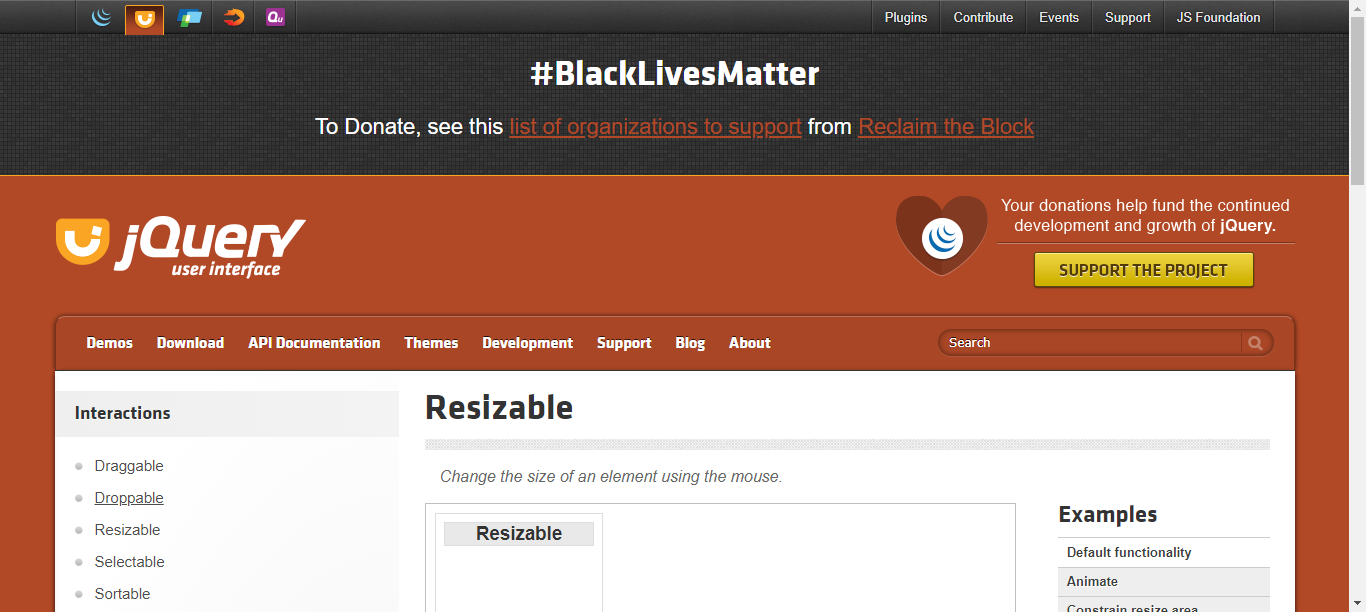 Qu
Plugins Contribute Events Support JS Foundation
#BlackLivesMatter
To Donate, see this list of organizations to support from Reclaim the Block
jQuery
user interface
Your donations help fund the continued
development and growth of jQuery.
SUPPORT THE PROJECT
Demos Download API Documentation Themes Development Support Blog About Search
Interactions
Draggable
Droppable
Resizable
Selectable
Sortable
Resizable
Change the size of an element using the mouse.
Resizable
Examples
Default functionality
Animate
Constrain resize area